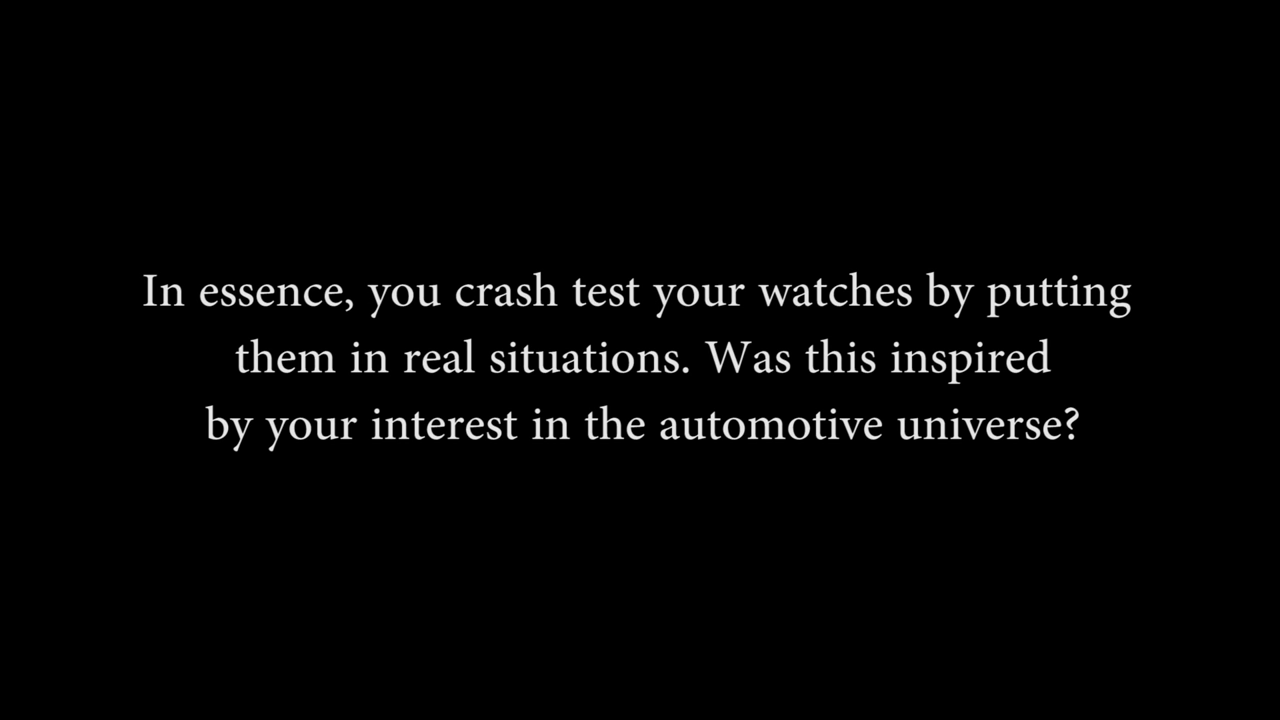 In essence, you crash test your watches by putting
them in real situations. Was this inspired
by your interest in the automotive universe?